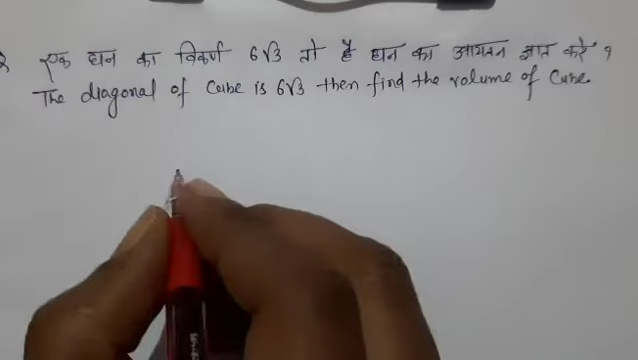 एक घन का विकर्ण 6√3 तो है घन का आयतन ज्ञात करें ?
The diagonal of Cube is 6√3 then find the volume of Cube.